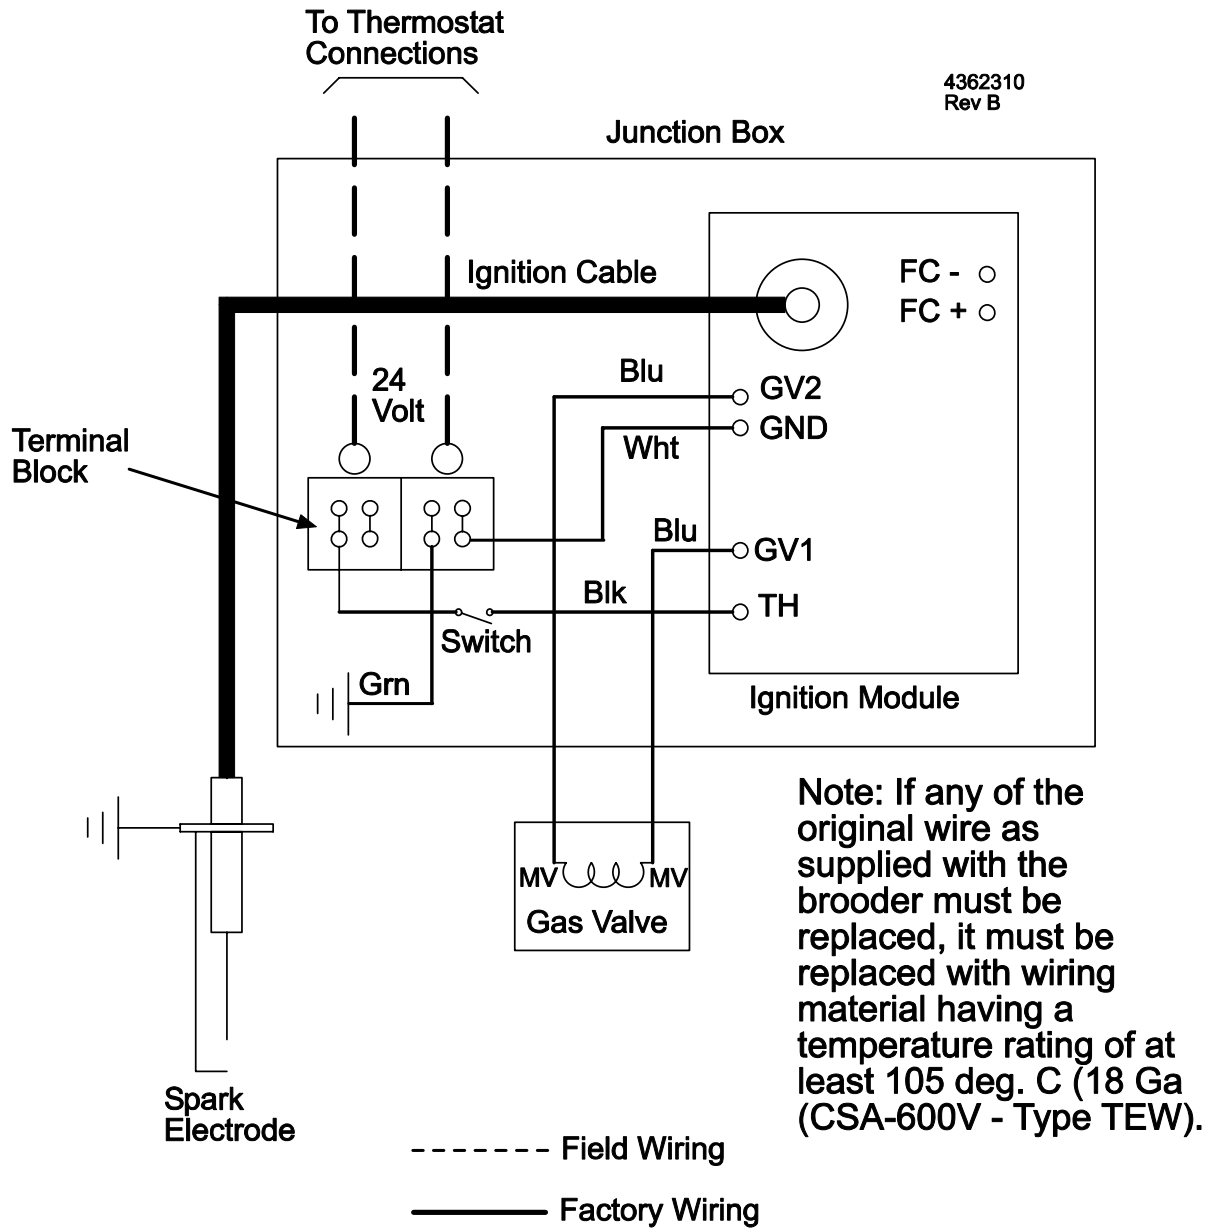 To Thermostat
Connections
4362310
Rev B
Junction Box
Ignition Cable
FC -
FC +
24
Volt
Blu
GV2
GND
Wht
Terminal
Block
Blu
GV1
Blk
TH
Switch
Grn
Ignition Module
MV
MV
Gas Valve
Note: If any of the
original wire as
supplied with the
brooder must be
replaced, it must be
replaced with wiring
material having a
temperature rating of at
least 105 deg. C (18 Ga
(CSA-600V - Type TEW).
Spark
Electrode
Field Wiring
Factory Wiring